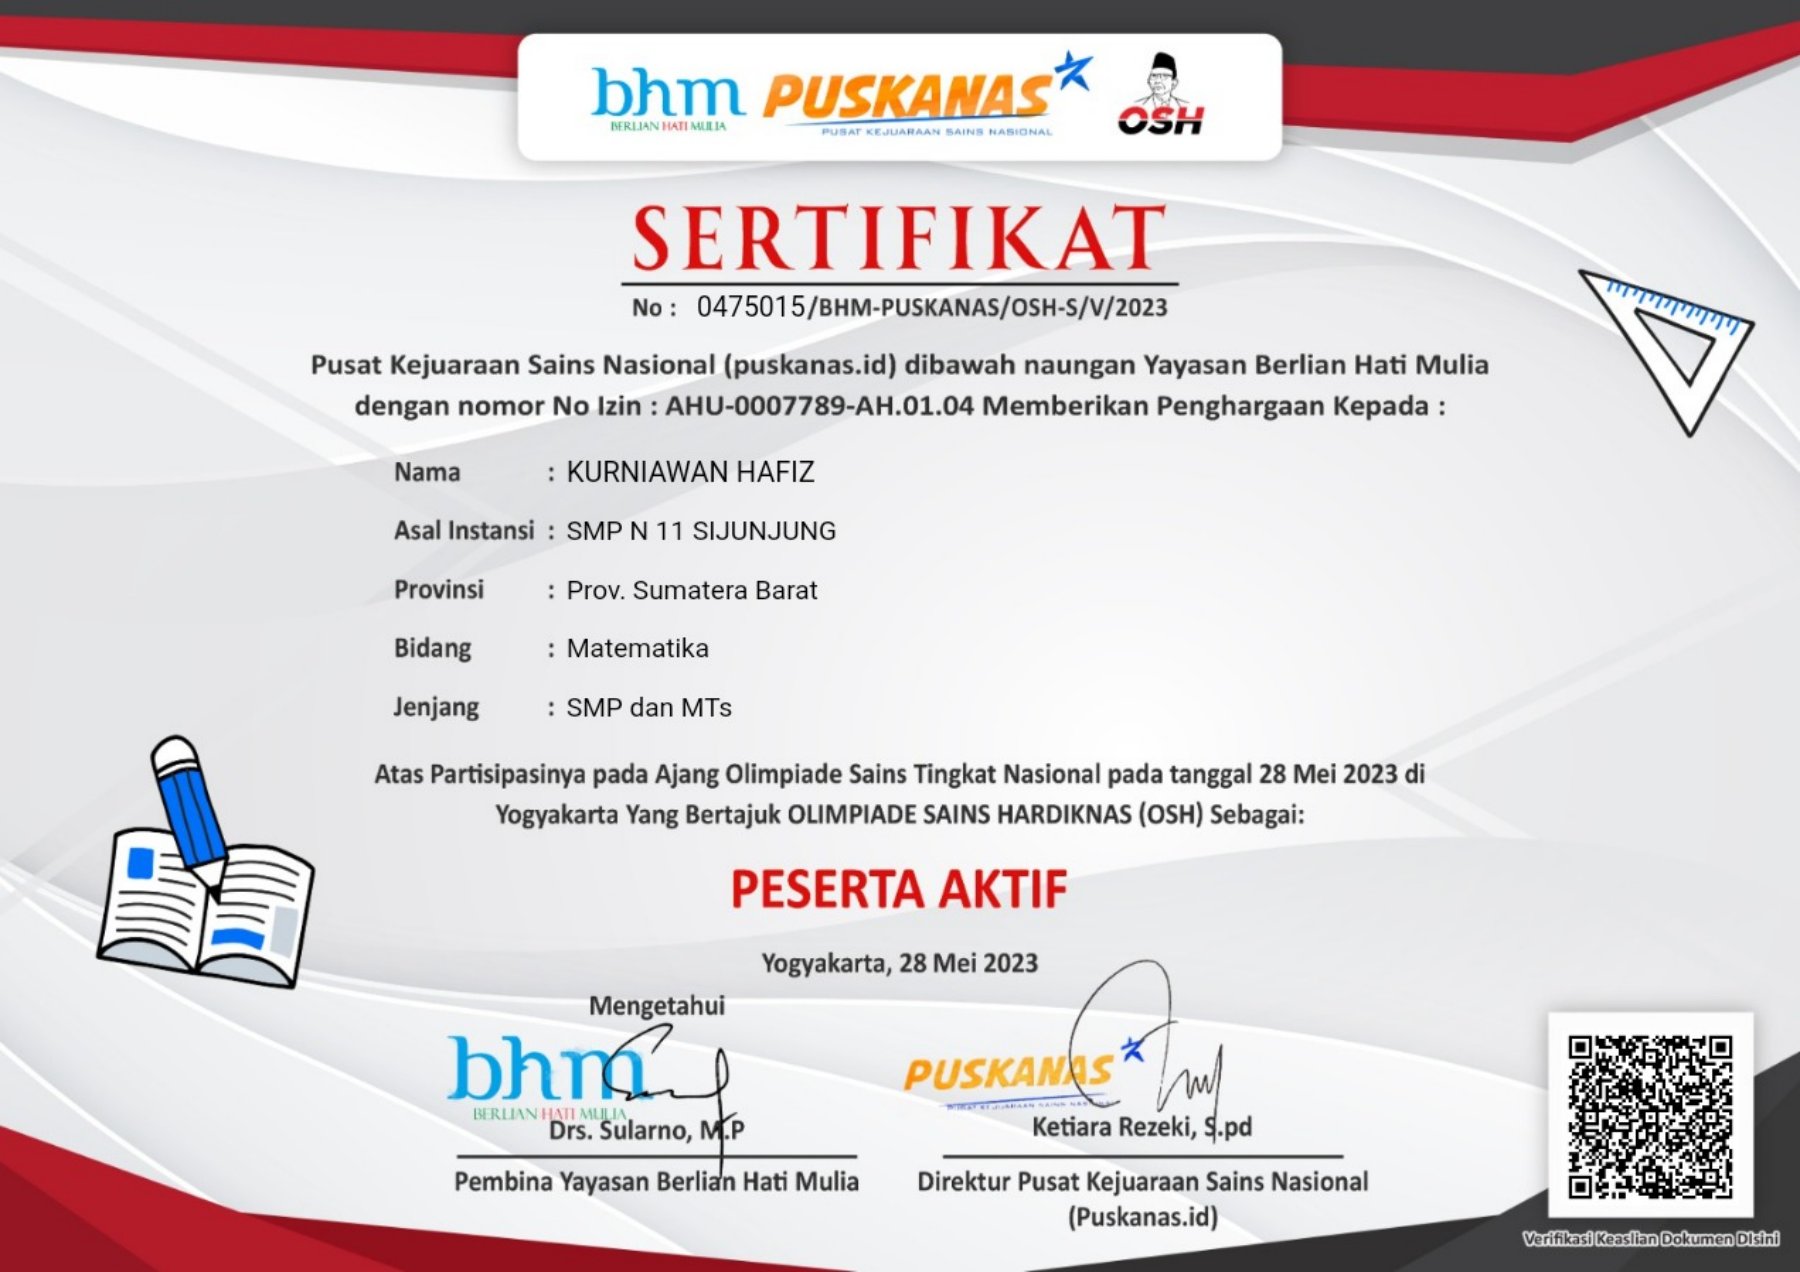 bhm PUSKANAS
BERLIAN HATI MULIA
PUSAT KEJUARAAN SAINS NASIONAL
OSH
SERTIFIKAT
No : 0475015/BHM-PUSKANAS/OSH-S/V/2023
Pusat Kejuaraan Sains Nasional (puskanas.id) dibawah naungan Yayasan Berlian Hati Mulia
dengan nomor No Izin : AHU-0007789-AH.01.04 Memberikan Penghargaan Kepada :
Nama : KURNIAWAN HAFIZ
Asal Instansi : SMP N 11 SIJUNJUNG
Provinsi : Prov. Sumatera Barat
Bidang : Matematika
Jenjang : SMP dan MTs
Atas Partisipasinya pada Ajang Olimpiade Sains Tingkat Nasional pada tanggal 28 Mei 2023 di
Yogyakarta Yang Bertajuk OLIMPIADE SAINS HARDIKNAS (OSH) Sebagai:
PESERTA AKTIF
Yogyakarta, 28 Mei 2023
Mengetahui
bhm
BERLIAN HATI MULIA
Drs. Sularno, M.P
Pembina Yayasan Berlian Hati Mulia
PUSKANAS
PUSAT KEJUARAAN SAINS NASIONAL
Ketiara Rezeki, S.pd
Direktur Pusat Kejuaraan Sains Nasional
(Puskanas.id)
Verifikasi Keaslian Dokumen DIsini